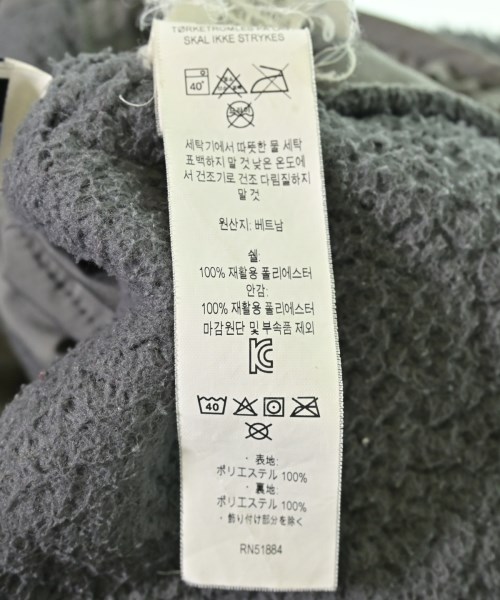 TØRKETROMLES
SKAL IKKE STRYKES
40°
세탁기에서 따뜻한 물 세탁
표백하지 말 것 낮은 온도에
서 건조기로 건조 다림질하지
말 것
원산지: 베트남
쉘:
100% 재활용 폴리에스터
안감:
100% 재활용 폴리에스터
마감원단 및 부속품 제외
40
・ 表地:
ポリエステル 100%
・ 裏地:
ポリエステル 100%
・ 飾り付け部分を除く
RN51884